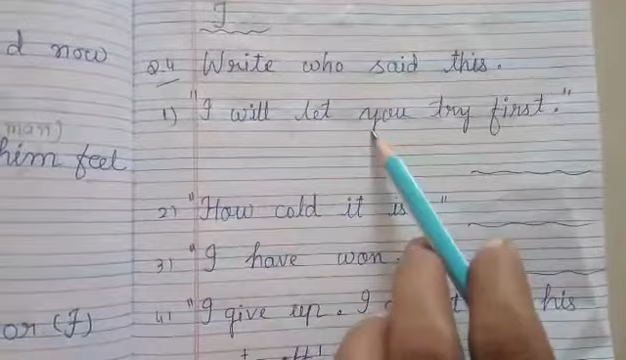 J
d now
Q.4 Write who said this.
1) "I will let you try first."
man)
him feet
2) "How cold it is "
3) "I have won.
or (F)
4) "I give up. I his